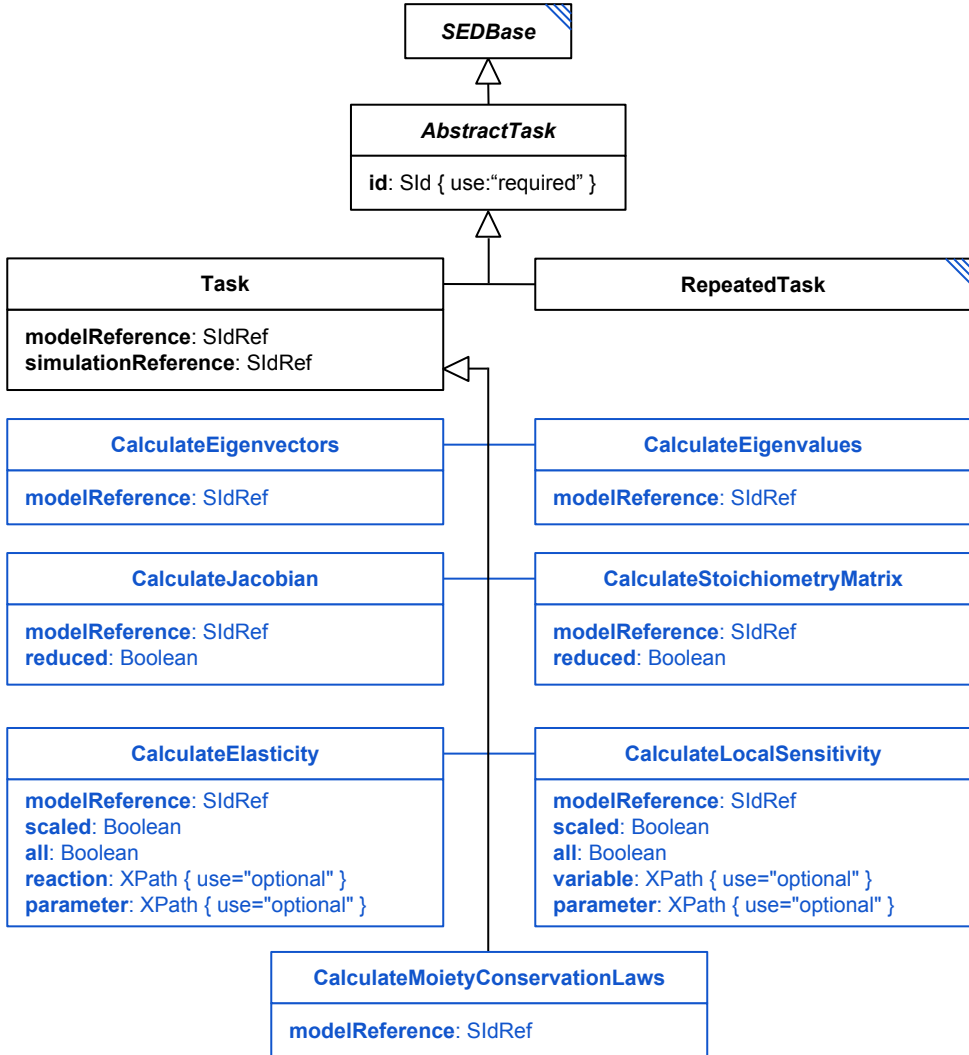 SEDBase
AbstractTask
id: SId { use:“required” }
Task
modelReference: SIdRef
simulationReference: SIdRef
RepeatedTask
CalculateEigenvectors
modelReference: SIdRef
CalculateEigenvalues
modelReference: SIdRef
CalculateJacobian
modelReference: SIdRef
reduced: Boolean
CalculateStoichiometryMatrix
modelReference: SIdRef
reduced: Boolean
CalculateElasticity
modelReference: SIdRef
scaled: Boolean
all: Boolean
reaction: XPath { use="optional" }
parameter: XPath { use="optional" }
CalculateLocalSensitivity
modelReference: SIdRef
scaled: Boolean
all: Boolean
variable: XPath { use="optional" }
parameter: XPath { use="optional" }
CalculateMoietyConservationLaws
modelReference: SIdRef